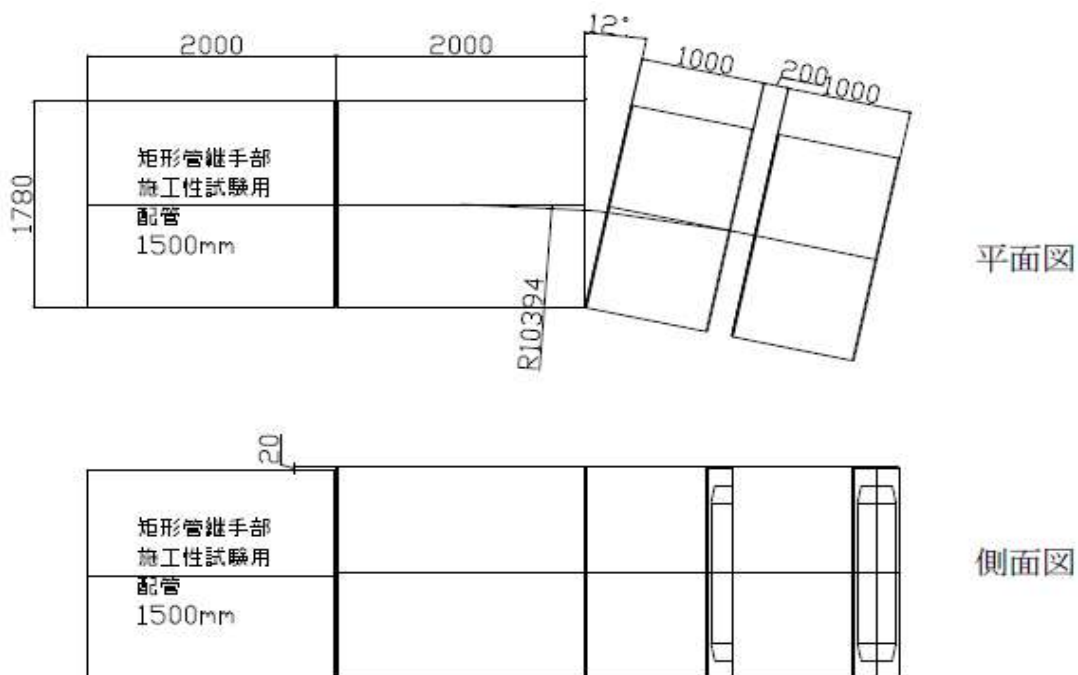 2000
2000
12°
1000
200
1000
1780
矩形管継手部
施工性試験用
配管
1500mm
R10394
平面図
20
矩形管継手部
施工性試験用
配管
1500mm
側面図